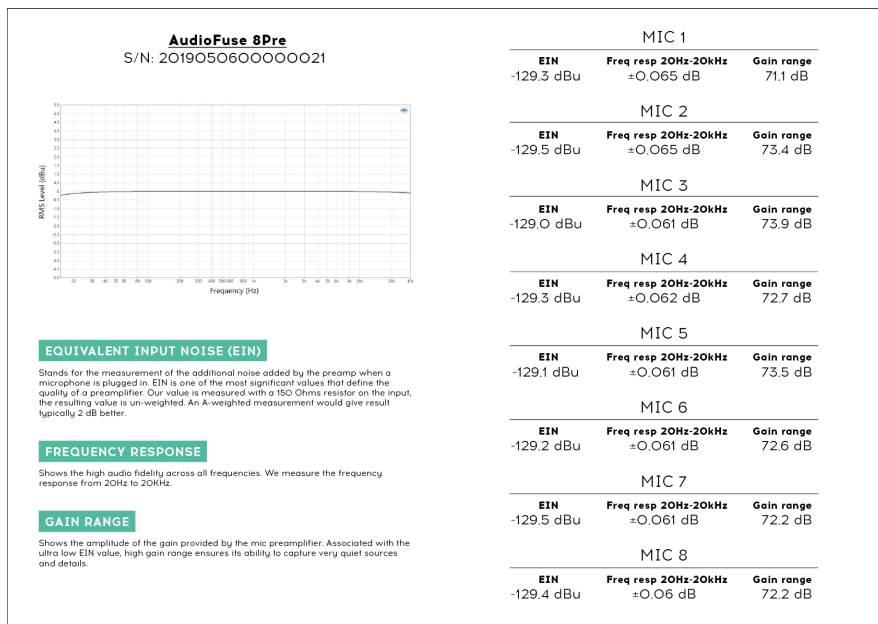 AudioFuse 8Pre
S/N: 2019050600000021
RMS Level (dBu)
Frequency (Hz)
EQUIVALENT INPUT NOISE (EIN)
Stands for the measurement of the additional noise added by the preamp when a
microphone is plugged in. EIN is one of the most significant values that define the
quality of a preamplifier. Our value is measured with a 150 Ohms resistor on the input,
the resulting value is un-weighted. An A-weighted measurement would give result
typically 2 dB better.
FREQUENCY RESPONSE
Shows the high audio fidelity across all frequencies. We measure the frequency
response from 20Hz to 20KHz.
GAIN RANGE
Shows the amplitude of the gain provided by the mic preamplifier. Associated with the
ultra low EIN value, high gain range ensures its ability to capture very quiet sources
and details.
MIC 1
EIN Freq resp 20Hz-20kHz Gain range
-129.3 dBu ±0.065 dB 71.1 dB
MIC 2
EIN Freq resp 20Hz-20kHz Gain range
-129.5 dBu ±0.065 dB 73.4 dB
MIC 3
EIN Freq resp 20Hz-20kHz Gain range
-129.0 dBu ±0.061 dB 73.9 dB
MIC 4
EIN Freq resp 20Hz-20kHz Gain range
-129.3 dBu ±0.062 dB 72.7 dB
MIC 5
EIN Freq resp 20Hz-20kHz Gain range
-129.1 dBu ±0.061 dB 73.5 dB
MIC 6
EIN Freq resp 20Hz-20kHz Gain range
-129.2 dBu ±0.061 dB 72.6 dB
MIC 7
EIN Freq resp 20Hz-20kHz Gain range
-129.5 dBu ±0.061 dB 72.2 dB
MIC 8
EIN Freq resp 20Hz-20kHz Gain range
-129.4 dBu ±0.06 dB 72.2 dB